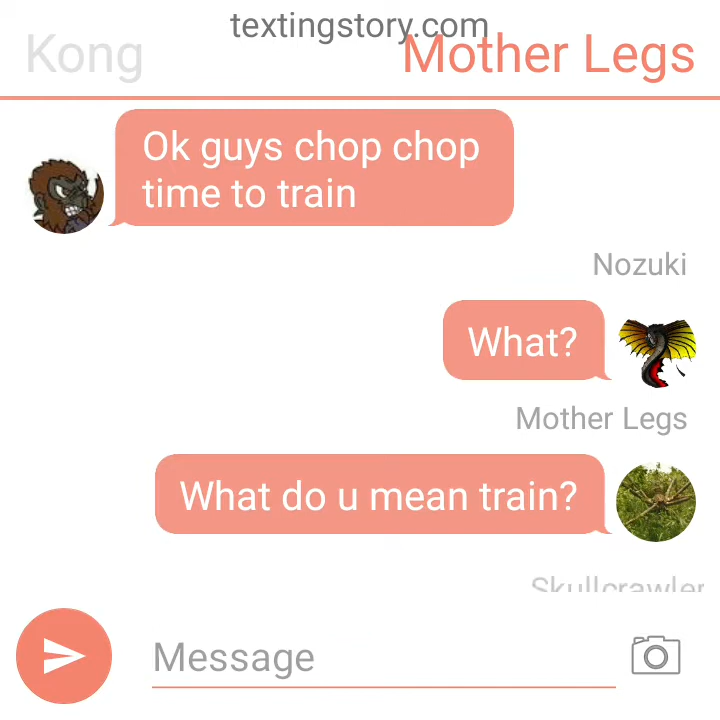 textingstory.com
Kong
Mother Legs
Ok guys chop chop
time to train
Nozuki
What?
Mother Legs
What do u mean train?
Skullcrawler
Message